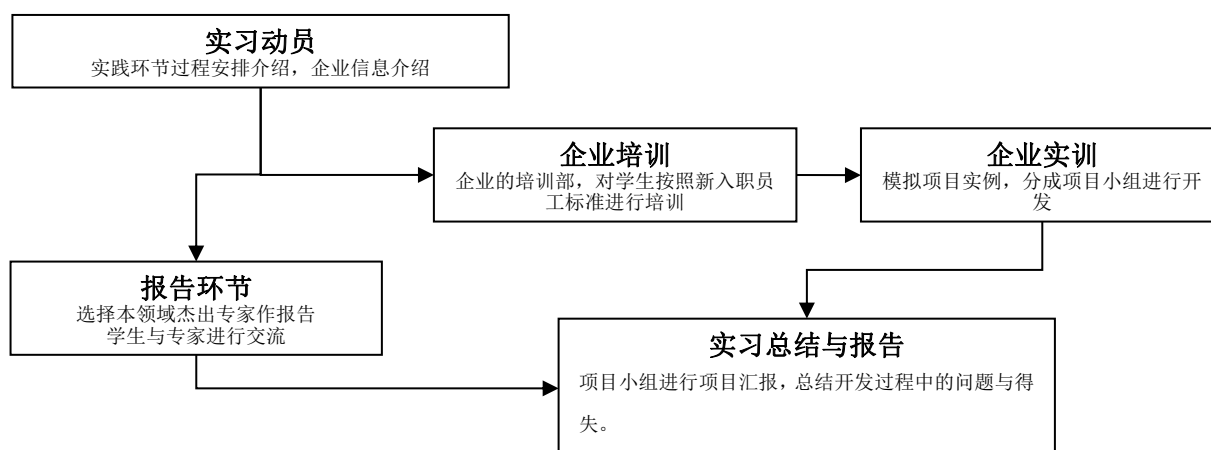 实习动员
实践环节过程安排介绍，企业信息介绍
企业培训
企业的培训部，对学生按照新入职员
工标准进行培训
企业实训
模拟项目实例，分成项目小组进行开
发
报告环节
选择本领域杰出专家作报告
学生与专家进行交流
实习总结与报告
项目小组进行项目汇报，总结开发过程中的问题与得
失。